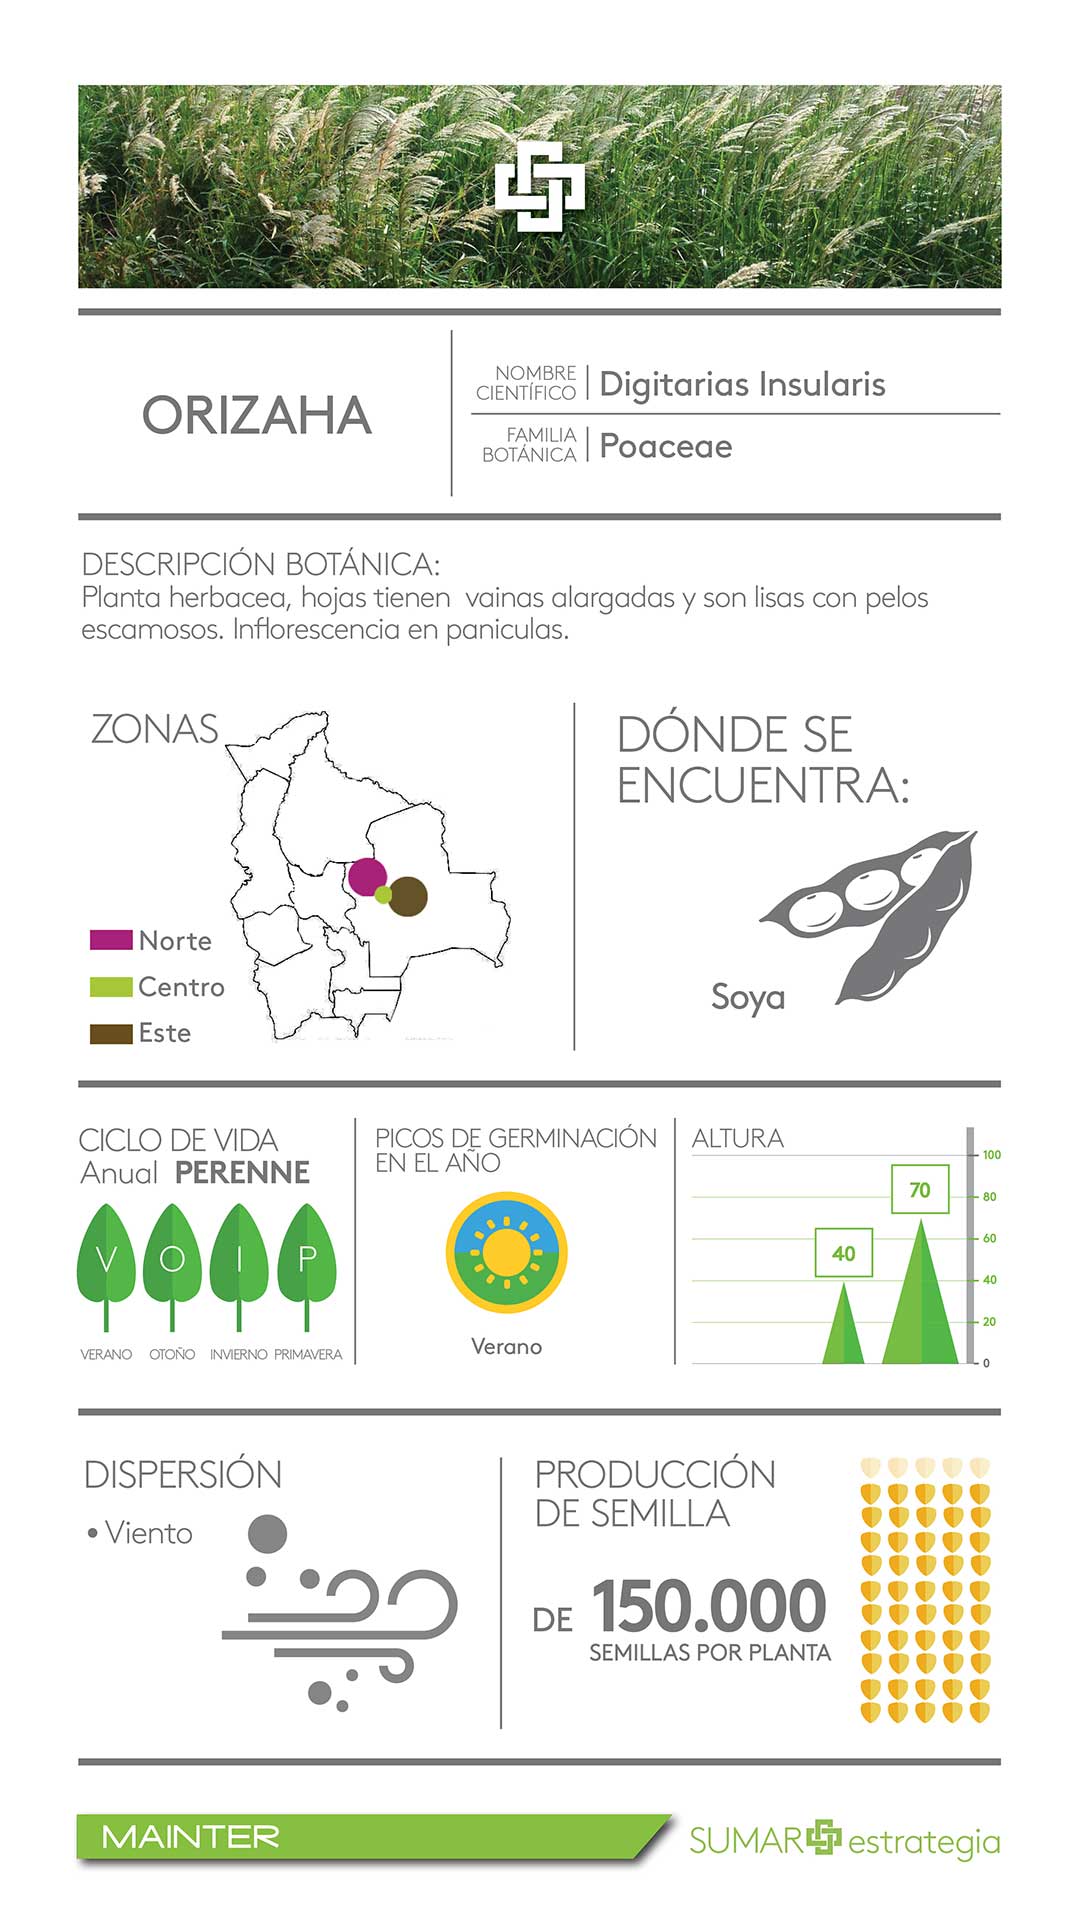 ORIZAHA
NOMBRE
CIENTÍFICO
Digitarias Insularis
FAMILIA
BOTÁNICA
Poaceae
DESCRIPCIÓN BOTÁNICA:
Planta herbacea, hojas tienen vainas alargadas y son lisas con pelos
escamosos. Inflorescencia en paniculas.
ZONAS
Norte
Centro
Este
DÓNDE SE
ENCUENTRA:
Soya
CICLO DE VIDA
Anual PERENNE
V O I P
VERANO OTOÑO INVIERNO PRIMAVERA
PICOS DE GERMINACIÓN
EN EL AÑO
Verano
ALTURA
100
80
60
40
20
0
70
40
DISPERSIÓN
• Viento
PRODUCCIÓN
DE SEMILLA
DE 150.000
SEMILLAS POR PLANTA
MAINTER
SUMAR estrategia